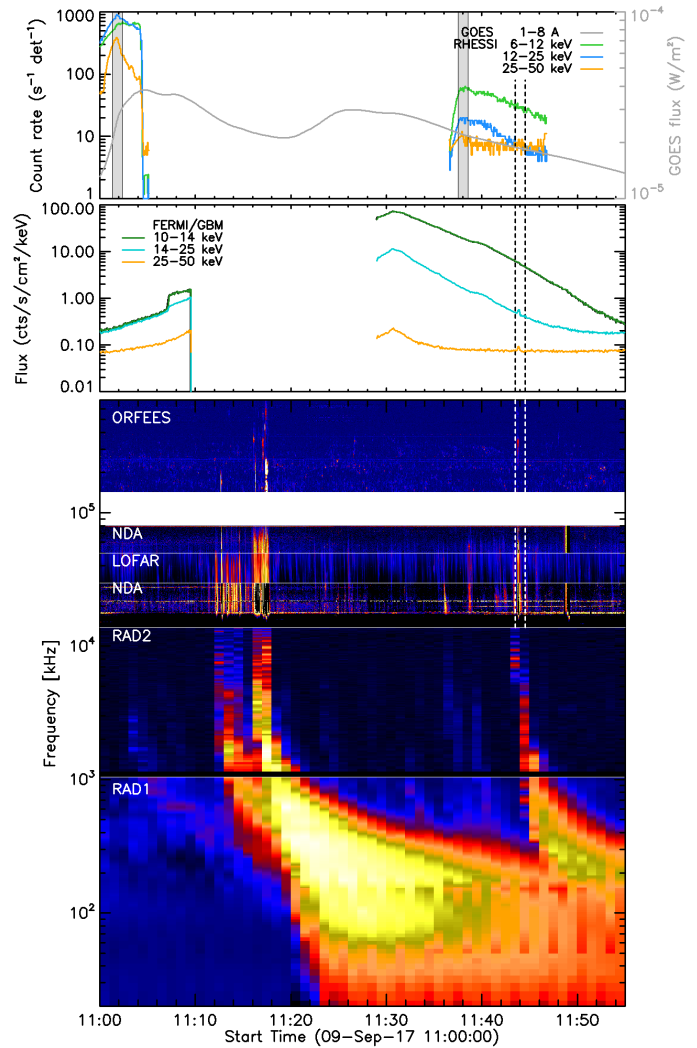 1000
100
10
1
Count rate (s⁻¹ det⁻¹)
GOES 1−8 A
RHESSI 6−12 keV
12−25 keV
25−50 keV
10⁻⁴
10⁻⁵
GOES flux (W/m²)
100.00
10.00
1.00
0.10
0.01
Flux (cts/s/cm²/keV)
FERMI/GBM
10−14 keV
14−25 keV
25−50 keV
ORFEES
10⁵
NDA
LOFAR
NDA
10⁴
RAD2
Frequency [kHz]
10³
RAD1
10²
11:00 11:10 11:20 11:30 11:40 11:50
Start Time (09−Sep−17 11:00:00)